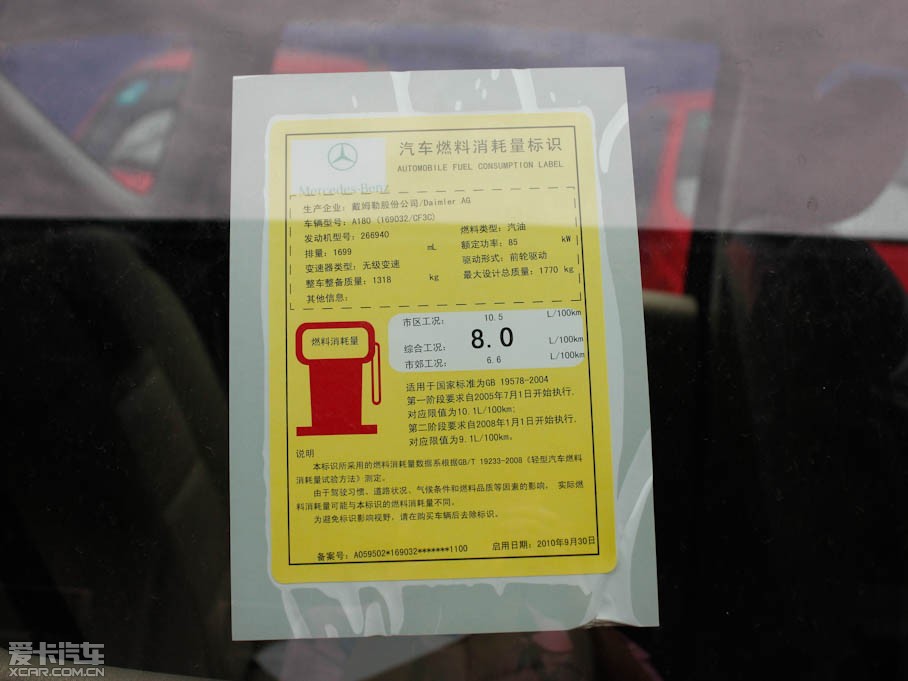 汽车燃料消耗量标识
AUTOMOBILE FUEL CONSUMPTION LABEL
Mercedes-Benz
生产企业：戴姆勒股份公司/Daimler AG
车辆型号：A180 (169032/CF3C)
发动机型号：266940 燃料类型：汽油
排量：1699 mL 额定功率：85 kW
变速器类型：无级变速 驱动形式：前轮驱动
整车整备质量：1318 kg 最大设计总质量：1770 kg
其他信息：
燃料消耗量
市区工况： 10.5 L/100km
综合工况： 8.0 L/100km
市郊工况： 6.6 L/100km
适用于国家标准为GB 19578-2004
第一阶段要求自2005年7月1日开始执行.
对应限值为10.1L/100km;
第二阶段要求自2008年1月1日开始执行.
对应限值为9.1L/100km。
说明
本标识所采用的燃料消耗量数据系根据GB/T 19233-2008《轻型汽车燃料
消耗量试验方法》测定。
由于驾驶习惯、道路状况、气候条件和燃料品质等因素的影响，实际燃
料消耗量可能与本标识的燃料消耗量不同。
为避免标识影响视野，请在购买车辆后去除标识。
备案号：A059502*169032*******1100 启用日期：2010年9月30日
爱卡汽车
XCAR.COM.CN